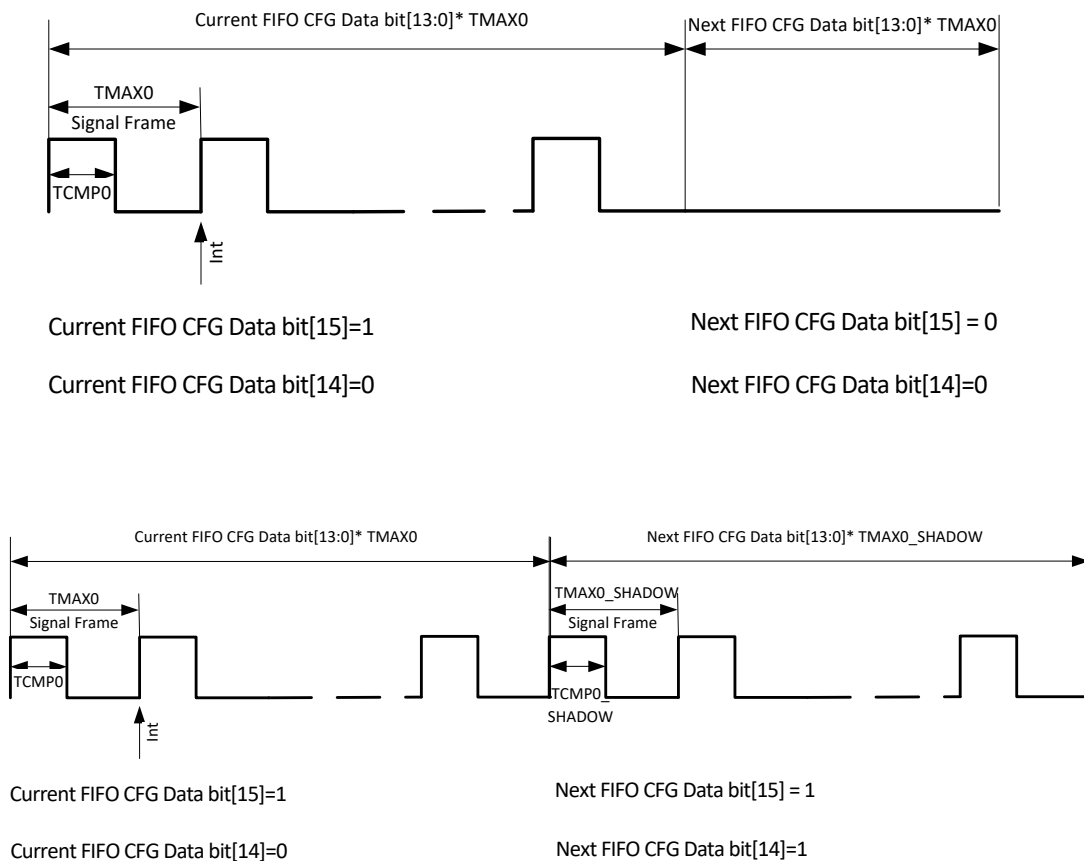 Current FIFO CFG Data bit[13:0]* TMAX0
Next FIFO CFG Data bit[13:0]* TMAX0
TMAX0
Signal Frame
TCMP0
Int
Current FIFO CFG Data bit[15]=1
Next FIFO CFG Data bit[15] = 0
Current FIFO CFG Data bit[14]=0
Next FIFO CFG Data bit[14]=0
Current FIFO CFG Data bit[13:0]* TMAX0
Next FIFO CFG Data bit[13:0]* TMAX0_SHADOW
TMAX0
Signal Frame
TMAX0_SHADOW
Signal Frame
TCMP0
TCMP0_
SHADOW
Int
Current FIFO CFG Data bit[15]=1
Next FIFO CFG Data bit[15] = 1
Current FIFO CFG Data bit[14]=0
Next FIFO CFG Data bit[14]=1